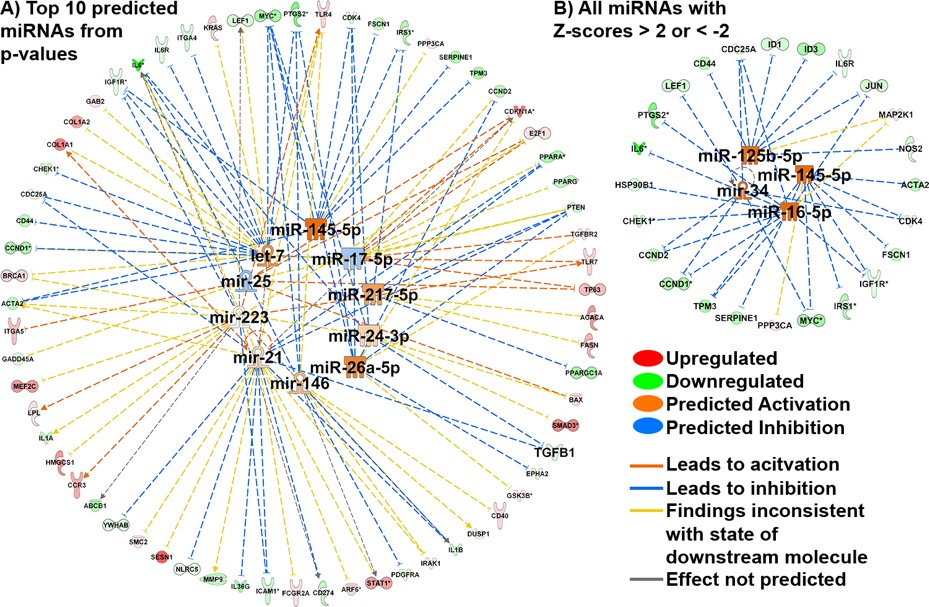 A) Top 10 predicted
miRNAs from
p-values
B) All miRNAs with
Z-scores > 2 or < -2
KRAS
LEF1
MYC*
PTGS2*
TLR4
CDK4
FSCN1
IRS1*
PPP3CA
SERPINE1
TPM3
CCND2
CDKN1A*
E2F1
PPARA*
PPARG
PTEN
TGFBR2
TLR7
TP63
ACACA
FASN
PPARGC1A
BAX
SMAD3*
TGFB1
EPHA2
GSK3B*
CD40
DUSP1
IL1B
IRAK1
PDGFRA
STAT1*
ARF6*
CD274
FCGR2A
ICAM1*
IL36G
MMP9
NLRC5
SESN1
SMC2
YWHAB
ABCB1
CCR3
HMGCS1
IL1A
LPL
MEF2C
GADD45A
ITGA5
ACTA2
BRCA1
CCND1*
CD44
CDC25A
CHEK1*
COL1A1
COL1A2
GAB2
IGF1R*
IL6*
IL6R
ITGA4
miR-145-5p
let-7
miR-17-5p
mir-25
miR-217-5p
mir-223
miR-24-3p
mir-21
miR-26a-5p
mir-146
CDC25A
ID1
ID3
IL6R
JUN
MAP2K1
NOS2
ACTA2
CDK4
FSCN1
IGF1R*
IRS1*
MYC*
PPP3CA
SERPINE1
TPM3
CCND1*
CCND2
CHEK1*
HSP90B1
IL6*
PTGS2*
LEF1
CD44
miR-125b-5p
miR-145-5p
mir-34
miR-16-5p
Upregulated
Downregulated
Predicted Activation
Predicted Inhibition
Leads to acitvation
Leads to inhibition
Findings inconsistent
with state of
downstream molecule
Effect not predicted